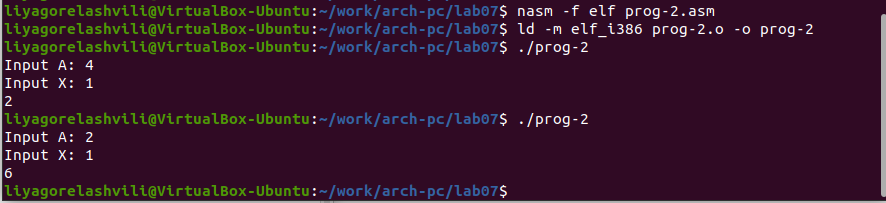 liyagorelashvili@VirtualBox-Ubuntu:~/work/arch-pc/lab07$ nasm -f elf prog-2.asm
liyagorelashvili@VirtualBox-Ubuntu:~/work/arch-pc/lab07$ ld -m elf_i386 prog-2.o -o prog-2
liyagorelashvili@VirtualBox-Ubuntu:~/work/arch-pc/lab07$ ./prog-2
Input A: 4
Input X: 1
2
liyagorelashvili@VirtualBox-Ubuntu:~/work/arch-pc/lab07$ ./prog-2
Input A: 2
Input X: 1
6
liyagorelashvili@VirtualBox-Ubuntu:~/work/arch-pc/lab07$